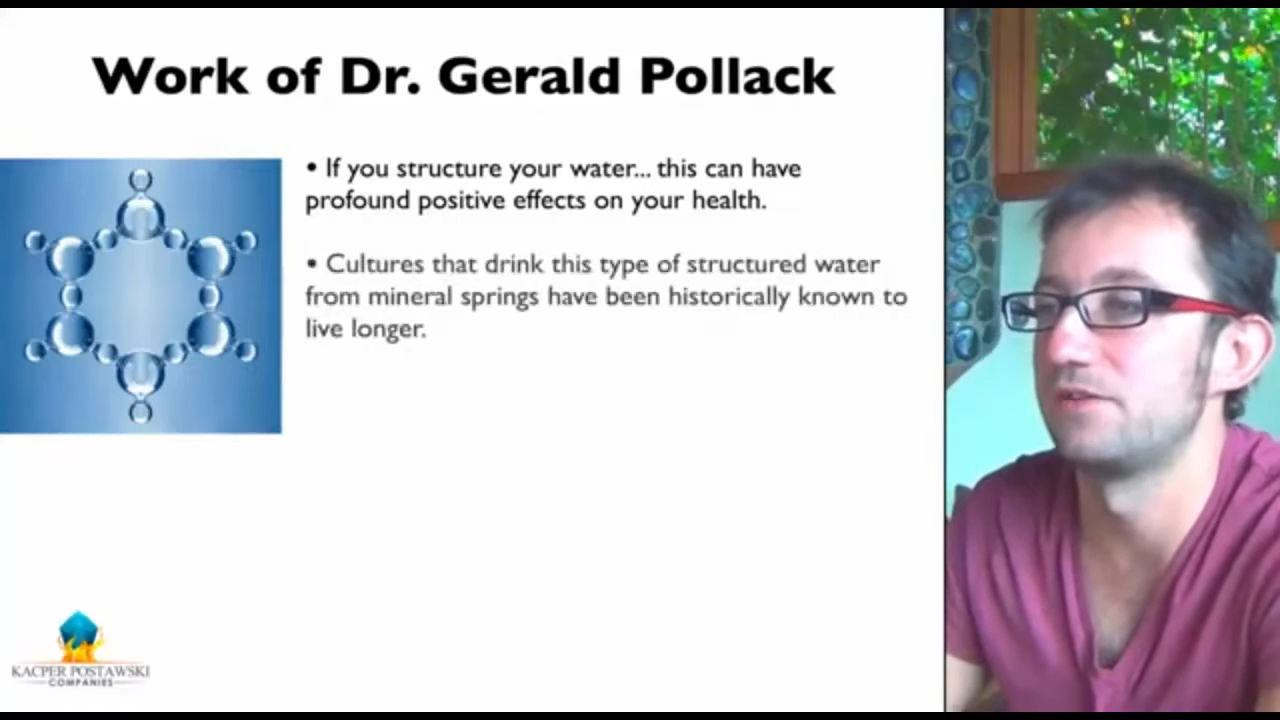 Work of Dr. Gerald Pollack
• If you structure your water... this can have
profound positive effects on your health.
• Cultures that drink this type of structured water
from mineral springs have been historically known to
live longer.
KACPER POSTAWSKI
COMPANIES